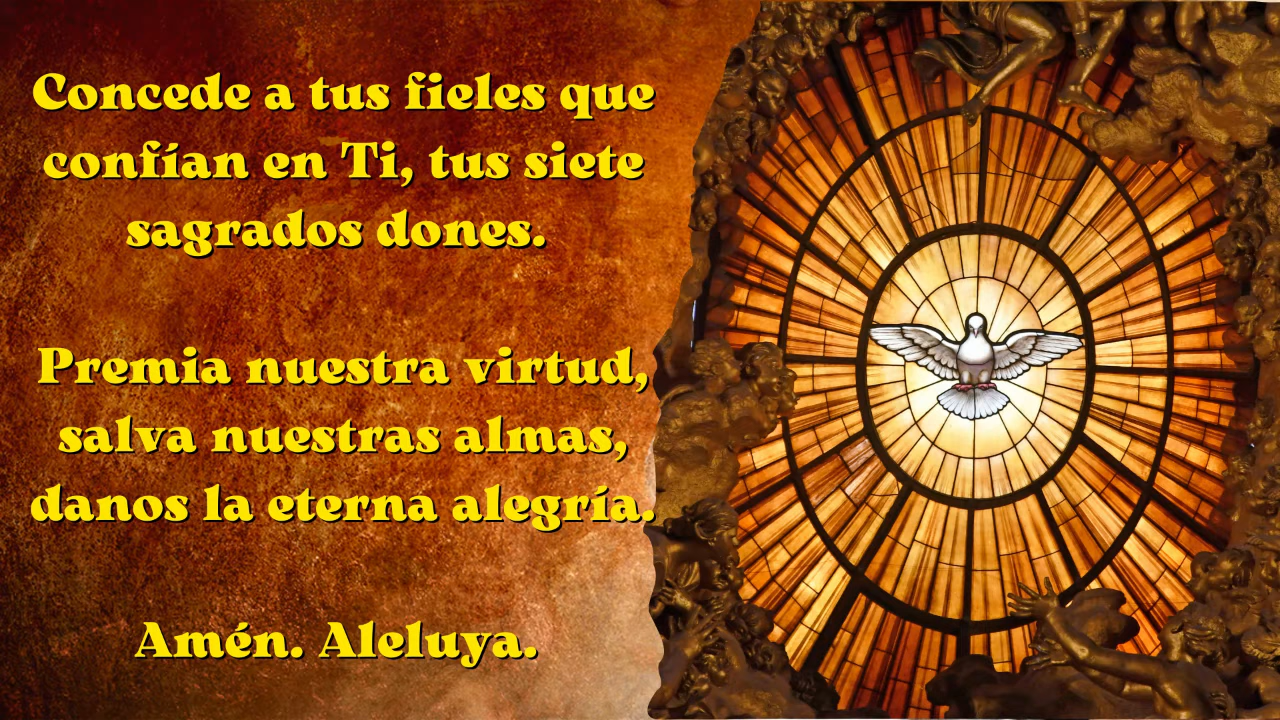 Concede a tus fieles que
confían en Ti, tus siete
sagrados dones.
Premia nuestra virtud,
salva nuestras almas,
danos la eterna alegría.
Amén. Aleluya.